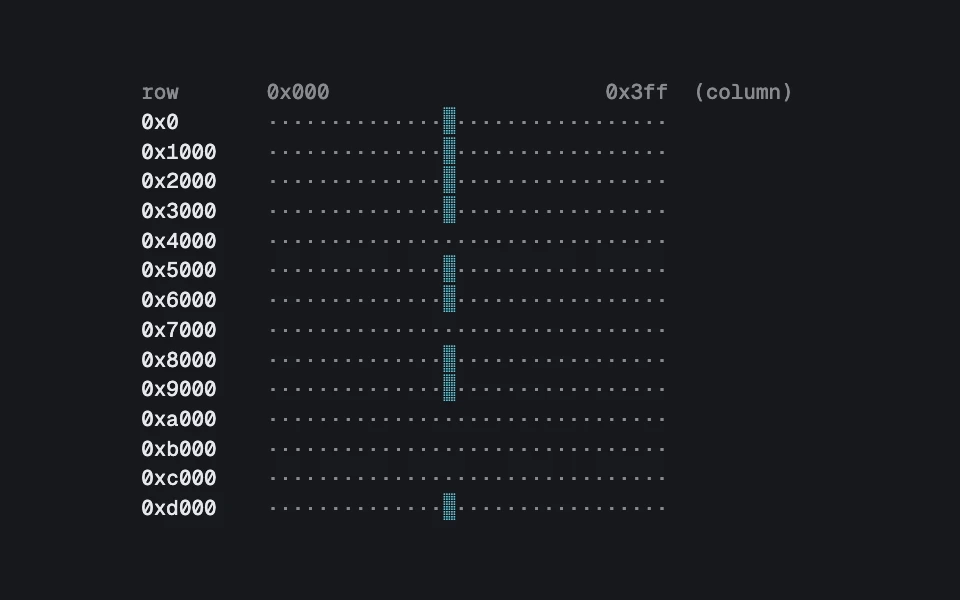 row    0x000                      0x3ff  (column)
0x0    ··············▓·················
0x1000    ··············▓·················
0x2000    ··············▓·················
0x3000    ··············▓·················
0x4000    ································
0x5000    ··············▓·················
0x6000    ··············▓·················
0x7000    ································
0x8000    ··············▓·················
0x9000    ··············▓·················
0xa000    ································
0xb000    ································
0xc000    ································
0xd000    ··············▓·················